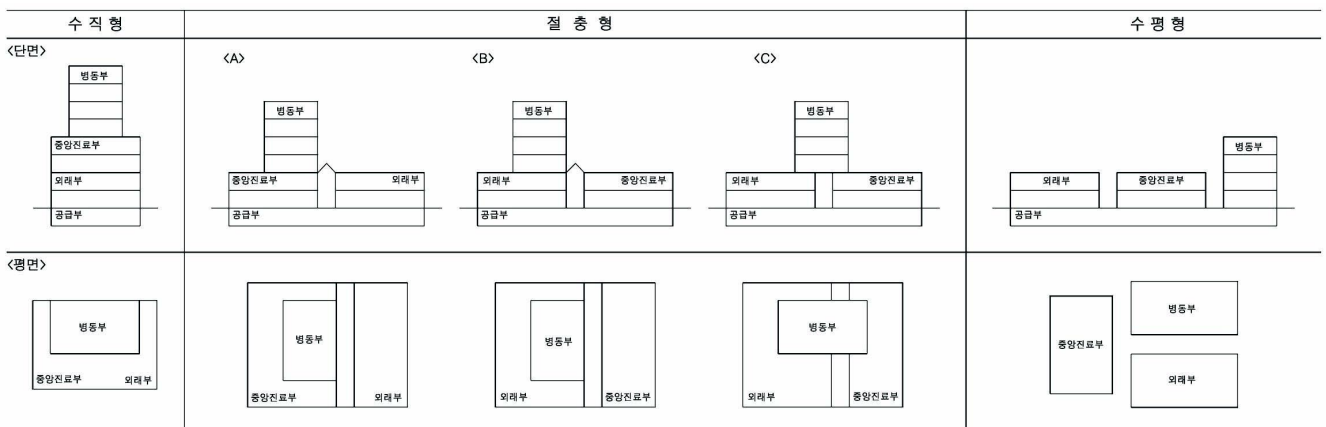 수 직 형
절 충 형
수 평 형
<단면>
<A>
<B>
<C>
병동부
중앙진료부
외래부
공급부
병동부
중앙진료부
외래부
공급부
병동부
외래부
중앙진료부
공급부
병동부
외래부
중앙진료부
공급부
병동부
외래부
중앙진료부
공급부
<평면>
병동부
중앙진료부
외래부
병동부
중앙진료부
외래부
병동부
외래부
중앙진료부
병동부
외래부
중앙진료부
병동부
중앙진료부
외래부